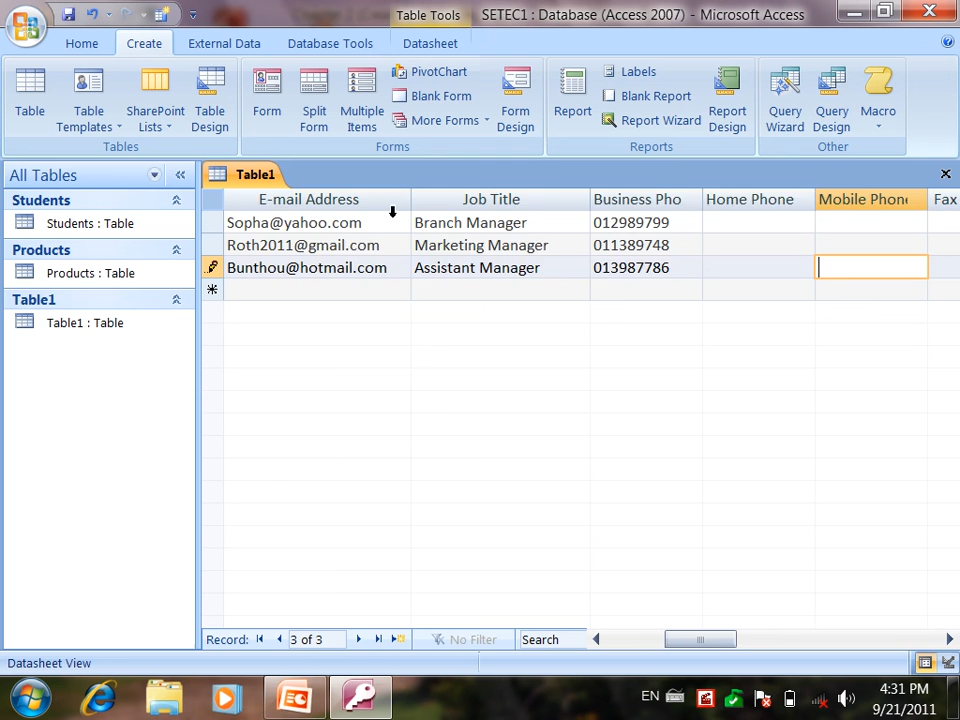 Table Tools
SETEC1 : Database (Access 2007) - Microsoft Access
Home
Create
External Data
Database Tools
Datasheet
Table
Table Templates
SharePoint Lists
Table Design
Tables
Form
Split Form
Multiple Items
PivotChart
Blank Form
More Forms
Form Design
Forms
Report
Labels
Blank Report
Report Wizard
Report Design
Reports
Query Wizard
Query Design
Macro
Other
All Tables
Students
Students : Table
Products
Products : Table
Table1
Table1 : Table
Table1
E-mail Address Job Title Business Pho Home Phone Mobile Phone Fax
Sopha@yahoo.com Branch Manager 012989799
Roth2011@gmail.com Marketing Manager 011389748
Bunthou@hotmail.com Assistant Manager 013987786
Record: 3 of 3 No Filter Search
Datasheet View
EN
4:31 PM
9/21/2011